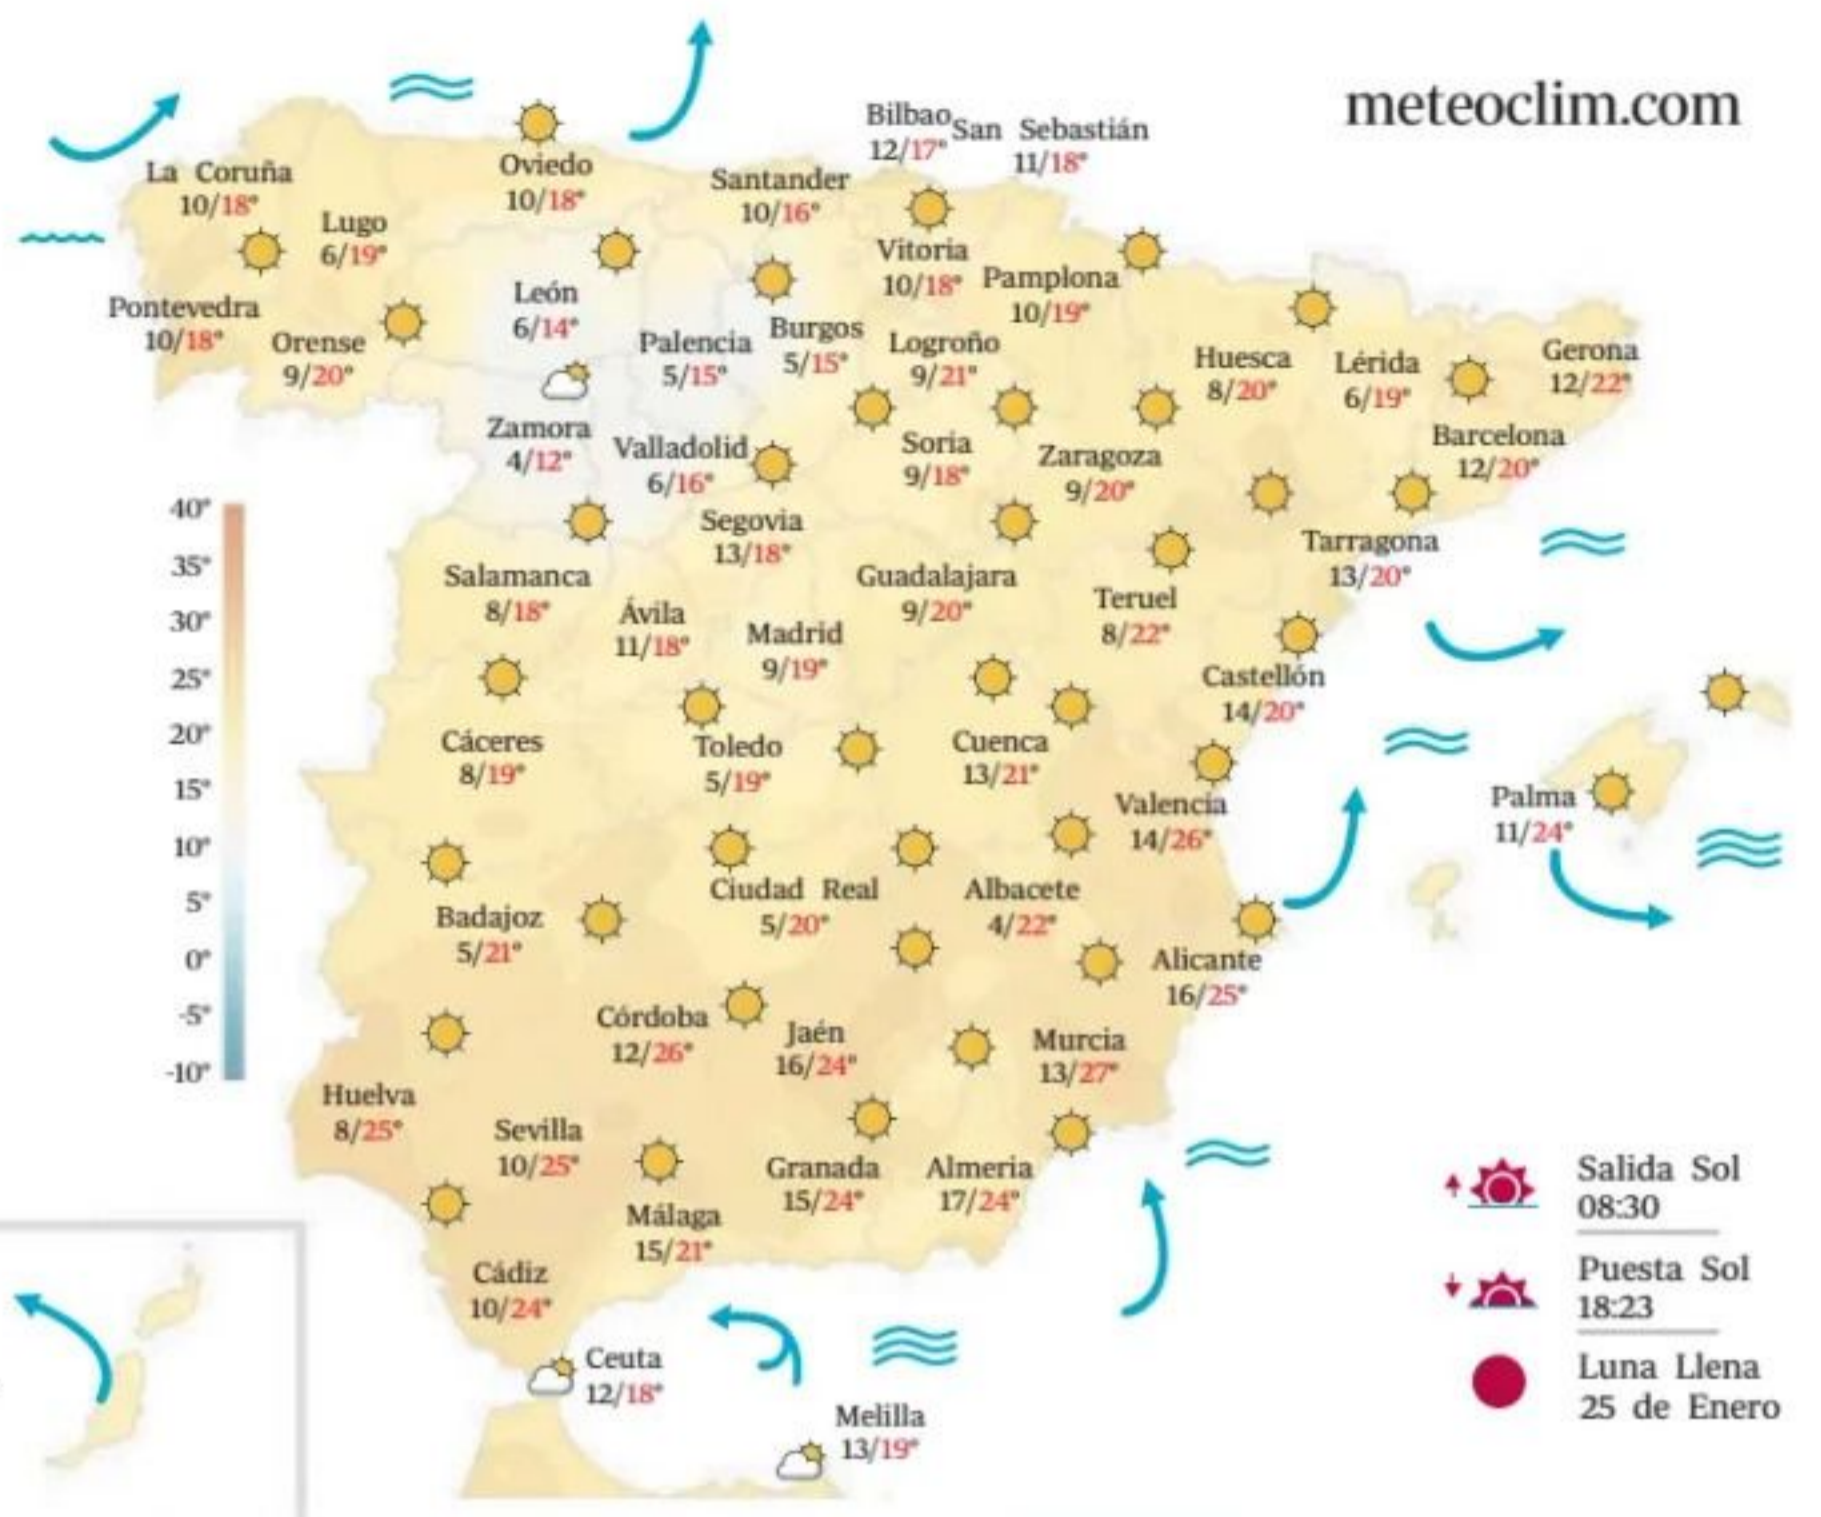 meteoclim.com
Bilbao
12/17°
San Sebastián
11/18°
La Coruña
10/18°
Oviedo
10/18°
Santander
10/16°
Lugo
6/19°
Vitoria
10/18°
Pamplona
10/19°
Pontevedra
10/18°
Orense
9/20°
León
6/14°
Palencia
5/15°
Burgos
5/15°
Logroño
9/21°
Huesca
8/20°
Lérida
6/19°
Gerona
12/22°
Zamora
4/12°
Valladolid
6/16°
Soria
9/18°
Zaragoza
9/20°
Barcelona
12/20°
Segovia
13/18°
Tarragona
13/20°
Salamanca
8/18°
Ávila
11/18°
Madrid
9/19°
Guadalajara
9/20°
Teruel
8/22°
Castellón
14/20°
Cáceres
8/19°
Toledo
5/19°
Cuenca
13/21°
Valencia
14/26°
Palma
11/24°
Badajoz
5/21°
Ciudad Real
5/20°
Albacete
4/22°
Alicante
16/25°
Córdoba
12/26°
Jaén
16/24°
Murcia
13/27°
Huelva
8/25°
Sevilla
10/25°
Granada
15/24°
Almeria
17/24°
Málaga
15/21°
Cádiz
10/24°
Ceuta
12/18°
Melilla
13/19°
40°
35°
30°
25°
20°
15°
10°
5°
0°
-5°
-10°
Salida Sol
08:30
Puesta Sol
18:23
Luna Llena
25 de Enero